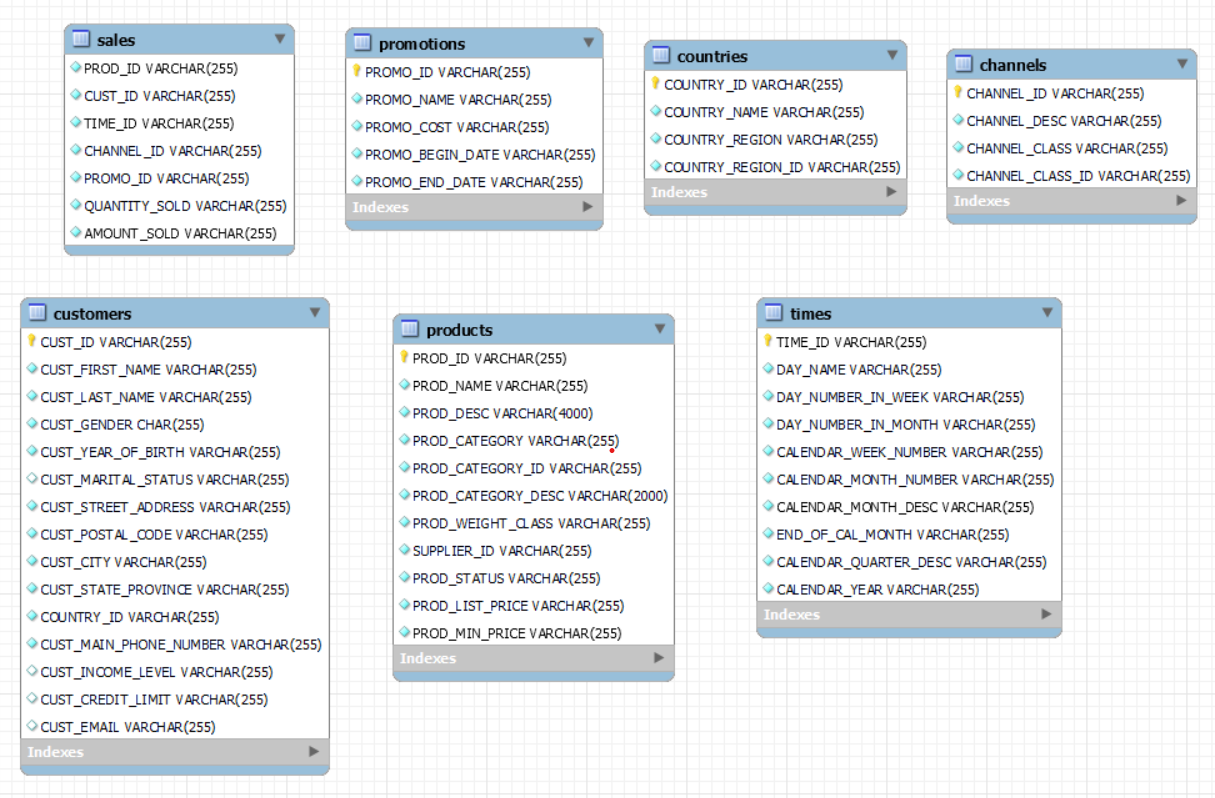 sales
PROD_ID VARCHAR(255)
CUST_ID VARCHAR(255)
TIME_ID VARCHAR(255)
CHANNEL_ID VARCHAR(255)
PROMO_ID VARCHAR(255)
QUANTITY_SOLD VARCHAR(255)
AMOUNT_SOLD VARCHAR(255)
promotions
PROMO_ID VARCHAR(255)
PROMO_NAME VARCHAR(255)
PROMO_COST VARCHAR(255)
PROMO_BEGIN_DATE VARCHAR(255)
PROMO_END_DATE VARCHAR(255)
Indexes
countries
COUNTRY_ID VARCHAR(255)
COUNTRY_NAME VARCHAR(255)
COUNTRY_REGION VARCHAR(255)
COUNTRY_REGION_ID VARCHAR(255)
Indexes
channels
CHANNEL_ID VARCHAR(255)
CHANNEL_DESC VARCHAR(255)
CHANNEL_CLASS VARCHAR(255)
CHANNEL_CLASS_ID VARCHAR(255)
Indexes
customers
CUST_ID VARCHAR(255)
CUST_FIRST_NAME VARCHAR(255)
CUST_LAST_NAME VARCHAR(255)
CUST_GENDER CHAR(255)
CUST_YEAR_OF_BIRTH VARCHAR(255)
CUST_MARITAL_STATUS VARCHAR(255)
CUST_STREET_ADDRESS VARCHAR(255)
CUST_POSTAL_CODE VARCHAR(255)
CUST_CITY VARCHAR(255)
CUST_STATE_PROVINCE VARCHAR(255)
COUNTRY_ID VARCHAR(255)
CUST_MAIN_PHONE_NUMBER VARCHAR(255)
CUST_INCOME_LEVEL VARCHAR(255)
CUST_CREDIT_LIMIT VARCHAR(255)
CUST_EMAIL VARCHAR(255)
Indexes
products
PROD_ID VARCHAR(255)
PROD_NAME VARCHAR(255)
PROD_DESC VARCHAR(4000)
PROD_CATEGORY VARCHAR(255)
PROD_CATEGORY_ID VARCHAR(255)
PROD_CATEGORY_DESC VARCHAR(2000)
PROD_WEIGHT_CLASS VARCHAR(255)
SUPPLIER_ID VARCHAR(255)
PROD_STATUS VARCHAR(255)
PROD_LIST_PRICE VARCHAR(255)
PROD_MIN_PRICE VARCHAR(255)
Indexes
times
TIME_ID VARCHAR(255)
DAY_NAME VARCHAR(255)
DAY_NUMBER_IN_WEEK VARCHAR(255)
DAY_NUMBER_IN_MONTH VARCHAR(255)
CALENDAR_WEEK_NUMBER VARCHAR(255)
CALENDAR_MONTH_NUMBER VARCHAR(255)
CALENDAR_MONTH_DESC VARCHAR(255)
END_OF_CAL_MONTH VARCHAR(255)
CALENDAR_QUARTER_DESC VARCHAR(255)
CALENDAR_YEAR VARCHAR(255)
Indexes